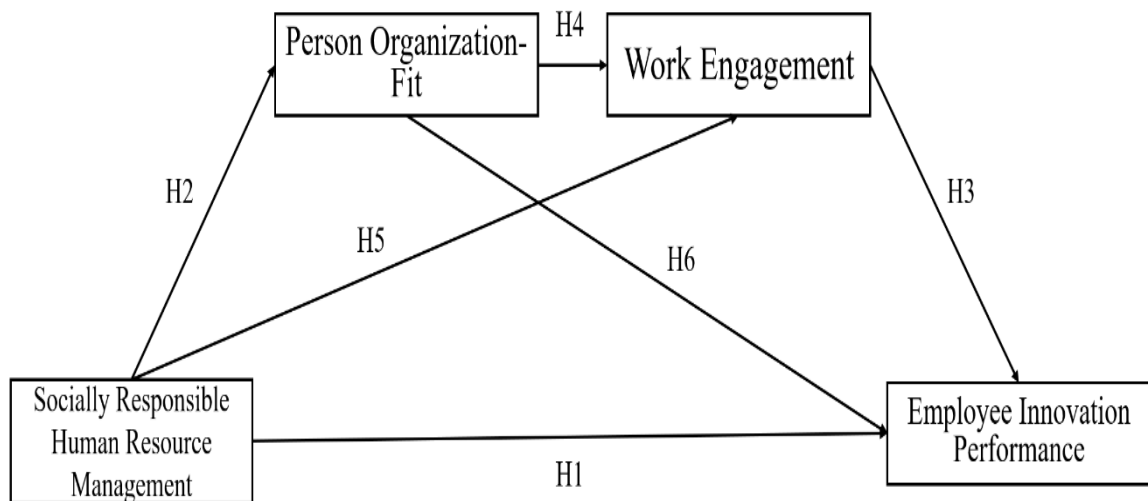 Person Organization-
Fit
H4
Work Engagement
H2
H5
H6
H3
Socially Responsible
Human Resource
Management
H1
Employee Innovation
Performance